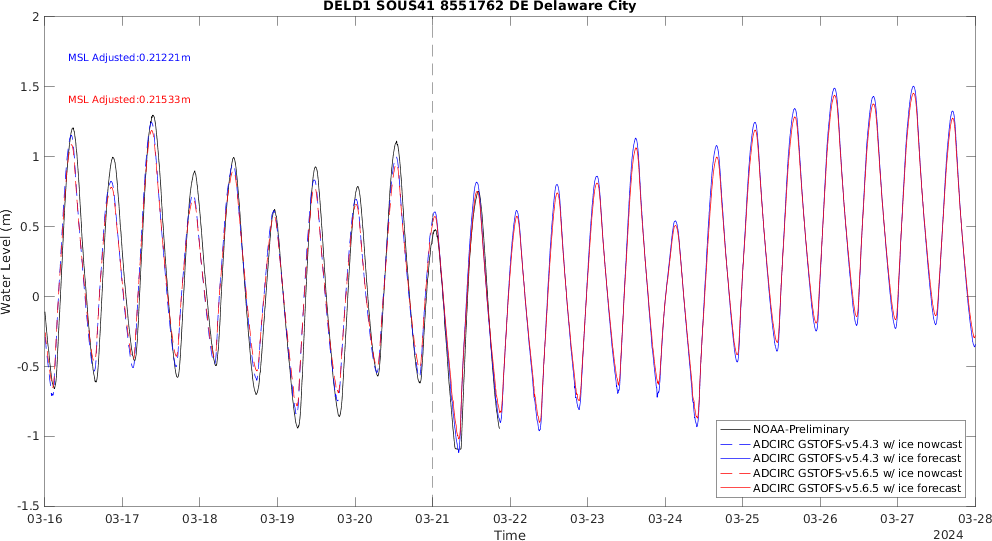 DELD1 SOUS41 8551762 DE Delaware City
MSL Adjusted:0.21221m
MSL Adjusted:0.21533m
Water Level (m)
2
1.5
1
0.5
0
-0.5
-1
-1.5
NOAA-Preliminary
ADCIRC GSTOFS-v5.4.3 w/ ice nowcast
ADCIRC GSTOFS-v5.4.3 w/ ice forecast
ADCIRC GSTOFS-v5.6.5 w/ ice nowcast
ADCIRC GSTOFS-v5.6.5 w/ ice forecast
03-16 03-17 03-18 03-19 03-20 03-21 03-22 03-23 03-24 03-25 03-26 03-27 03-28
Time
2024